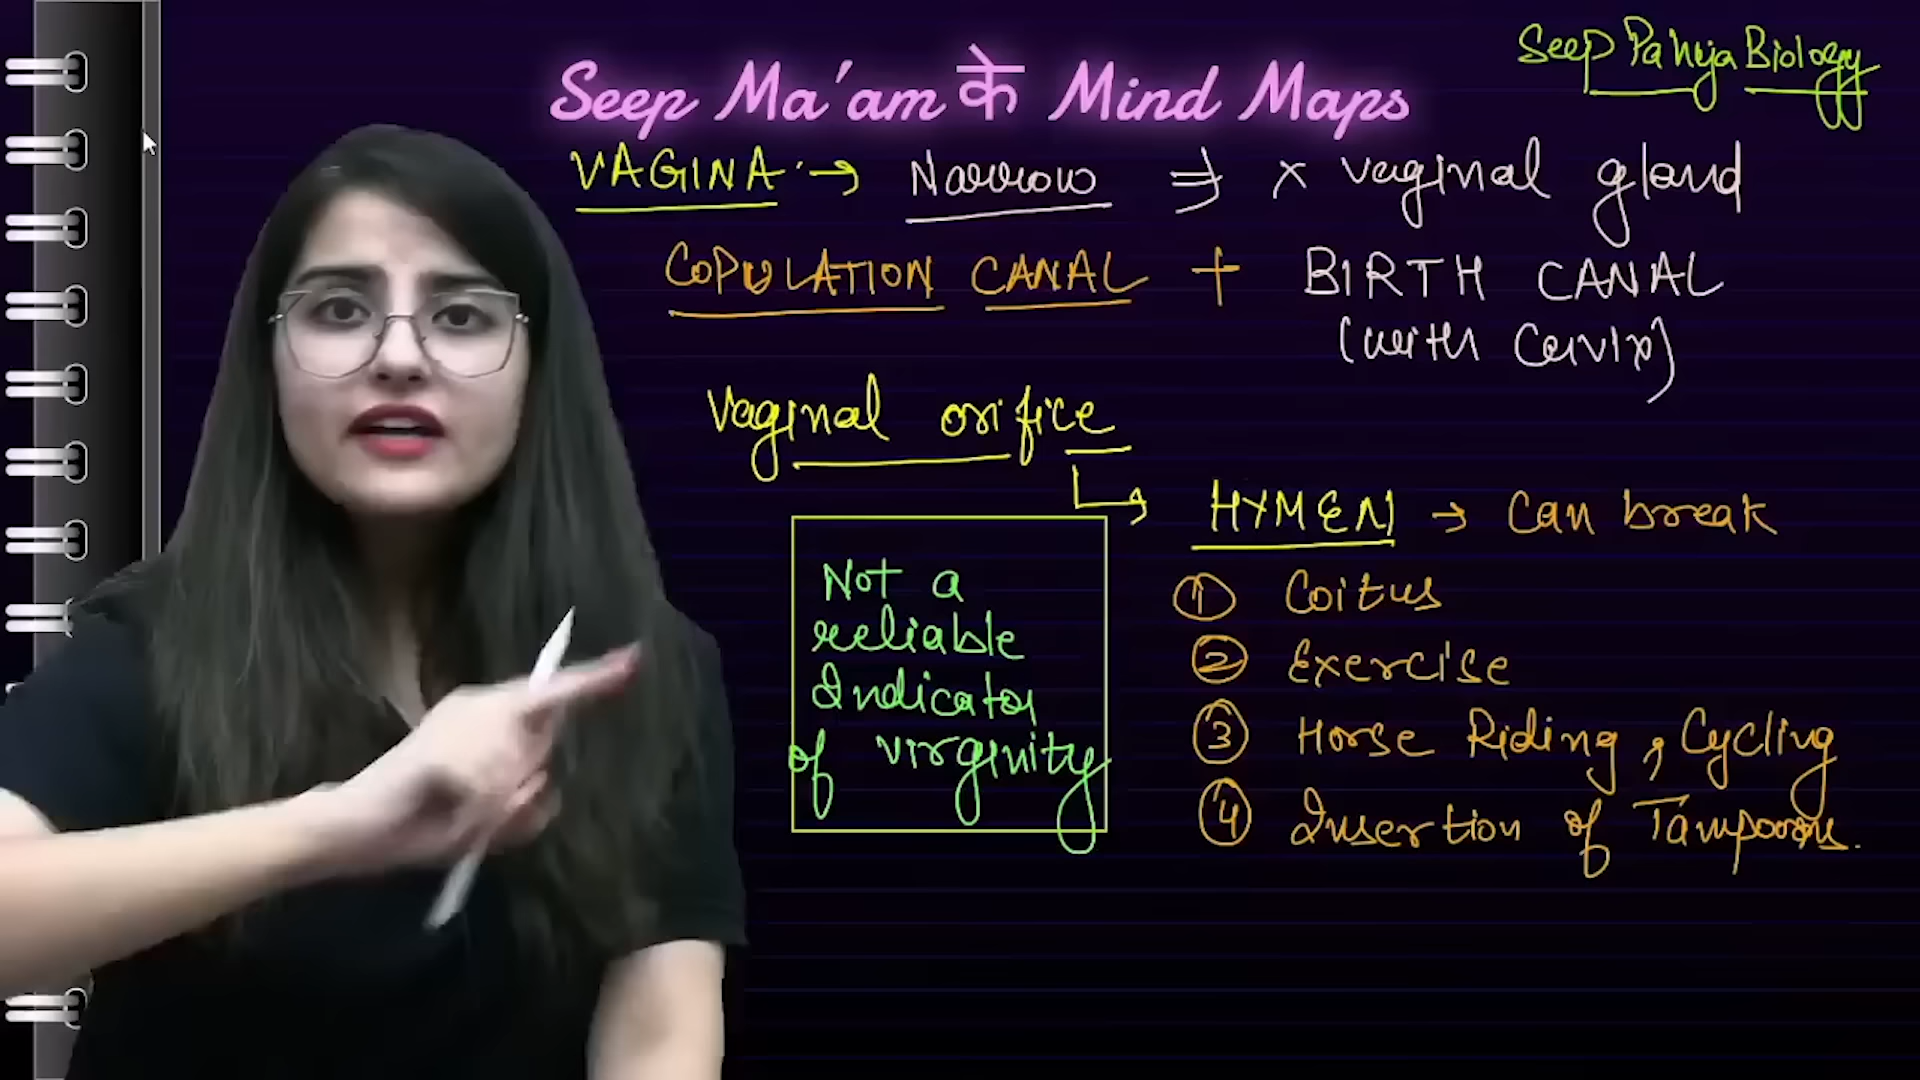 Seep Pahuja Biology
Seep Ma'am के Mind Maps
VAGINA → Narrow ⇒ x vaginal gland
COPULATION CANAL + BIRTH CANAL
(with Cervix)
Vaginal orifice
HYMEN → Can break
Not a
reliable
Indicator
of virginity
① Coitus
② Exercise
③ Horse Riding, Cycling
④ Insertion of Tampons.